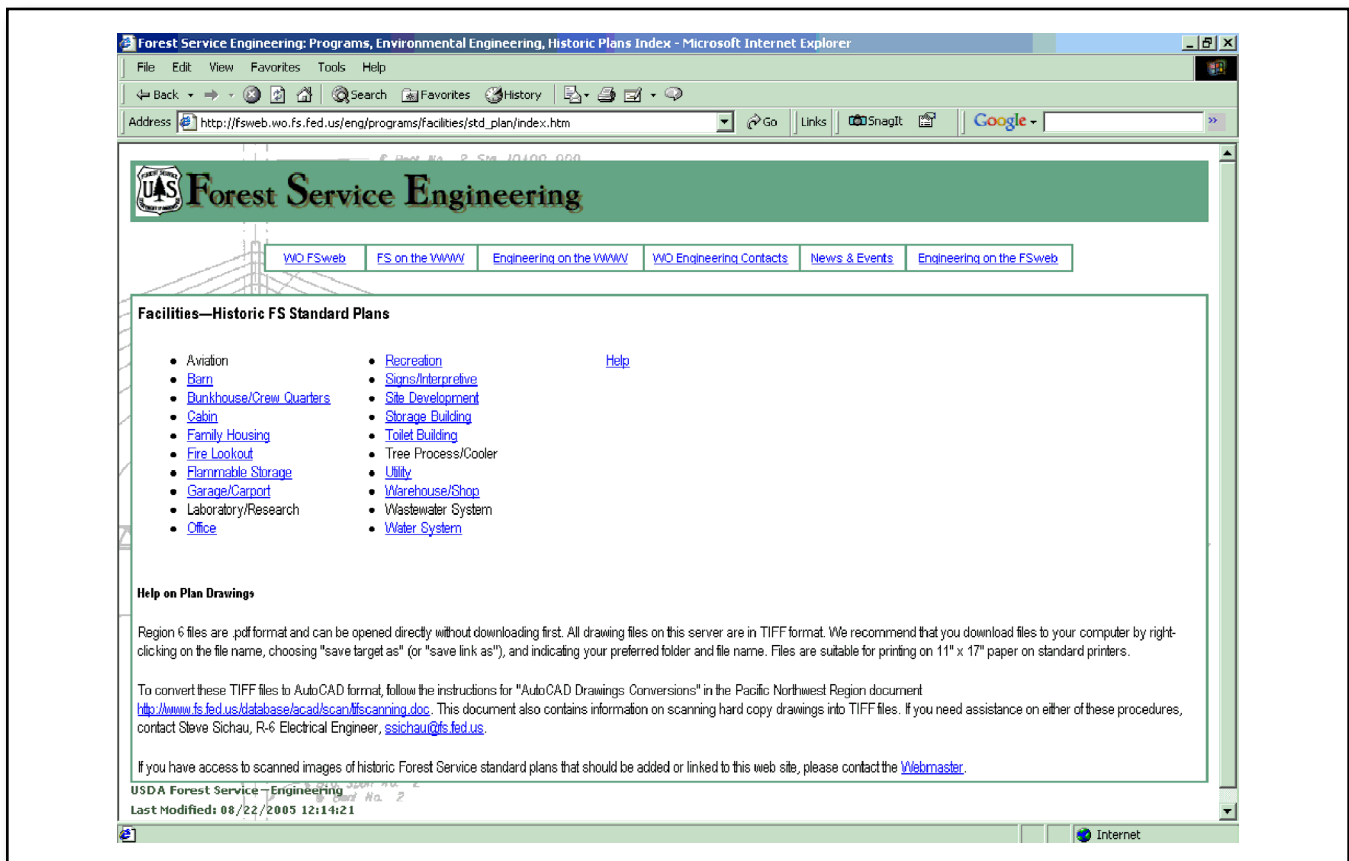 Forest Service Engineering: Programs, Environmental Engineering, Historic Plans Index - Microsoft Internet Explorer
File Edit View Favorites Tools Help
Back Search Favorites History
Address http://fsweb.wo.fs.fed.us/eng/programs/facilities/std_plan/index.htm Go Links SnagIt Google
Forest Service Engineering
WO FSweb FS on the WWW Engineering on the WWW WO Engineering Contacts News & Events Engineering on the FSweb
Facilities—Historic FS Standard Plans
• Aviation
• Barn
• Bunkhouse/Crew Quarters
• Cabin
• Family Housing
• Fire Lookout
• Flammable Storage
• Garage/Carport
• Laboratory/Research
• Office
• Recreation
• Signs/Interpretive
• Site Development
• Storage Building
• Toilet Building
• Tree Process/Cooler
• Utility
• Warehouse/Shop
• Wastewater System
• Water System
Help
Help on Plan Drawings
Region 6 files are .pdf format and can be opened directly without downloading first. All drawing files on this server are in TIFF format. We recommend that you download files to your computer by right-
clicking on the file name, choosing "save target as" (or "save link as"), and indicating your preferred folder and file name. Files are suitable for printing on 11" x 17" paper on standard printers.
To convert these TIFF files to AutoCAD format, follow the instructions for "AutoCAD Drawings Conversions" in the Pacific Northwest Region document
http://www.fs.fed.us/database/acad/scan/tifscanning.doc. This document also contains information on scanning hard copy drawings into TIFF files. If you need assistance on either of these procedures,
contact Steve Sichau, R-6 Electrical Engineer, ssichau@fs.fed.us.
If you have access to scanned images of historic Forest Service standard plans that should be added or linked to this web site, please contact the Webmaster.
USDA Forest Service - Engineering
Last Modified: 08/22/2005 12:14:21
Internet